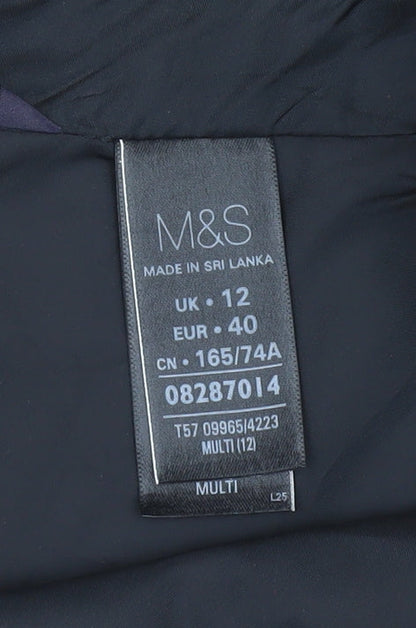 M&S
MADE IN SRI LANKA
UK • 12
EUR • 40
CN • 165/74A
08287014
T57 09965/4223
MULTI (12)
MULTI
L25